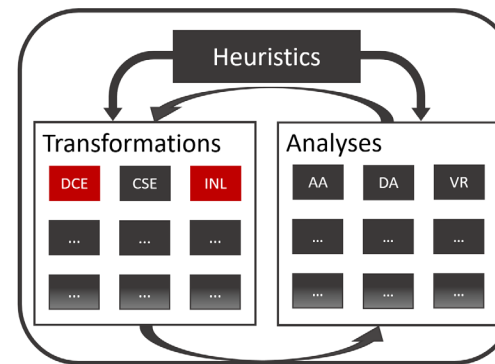 Heuristics
Transformations
DCE CSE INL
... ... ...
... ... ...
Analyses
AA DA VR
... ... ...
... ... ...